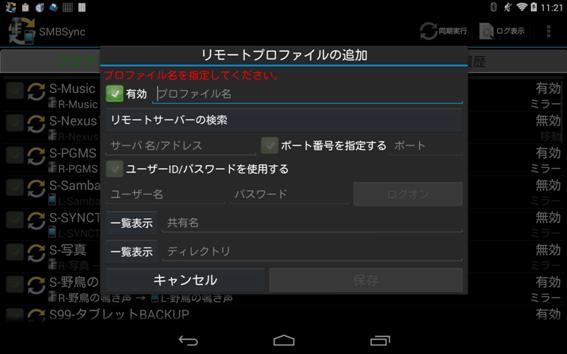 11:21
SMBSync
同期実行
ログ表示
履歴
リモートプロファイルの追加
プロファイル名を指定してください。
有効
プロファイル名
リモートサーバーの検索
サーバ名/アドレス
ポート番号を指定する
ポート
ユーザーID/パスワードを使用する
ユーザー名
パスワード
ログオン
一覧表示
共有名
一覧表示
ディレクトリ
キャンセル
保存
S-Music
有効
R-Music
ミラー
S-Nexus
無効
R-Nexus
移動
S-PGMS
有効
R-PGMS
ミラー
S-Samba
無効
L-Samba
ミラー
S-SYNCT
無効
L-SYNCT
ミラー
S-写真
無効
R-写真
ミラー
S-野鳥の鳴き声
有効
R-野鳥の鳴き声 → L-野鳥の鳴き声
ミラー
S99-タブレットBACKUP
有効